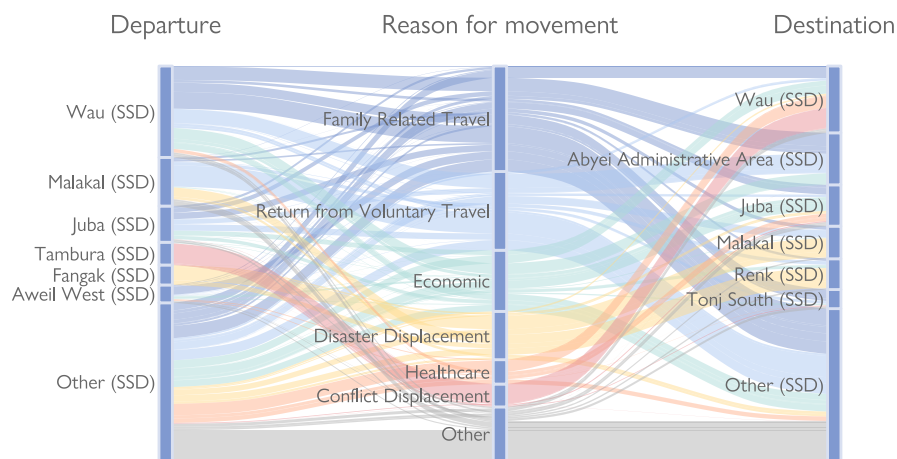 Departure
Reason for movement
Destination
Wau (SSD)
Malakal (SSD)
Juba (SSD)
Tambura (SSD)
Fangak (SSD)
Aweil West (SSD)
Other (SSD)
Family Related Travel
Return from Voluntary Travel
Economic
Disaster Displacement
Healthcare
Conflict Displacement
Other
Wau (SSD)
Abyei Administrative Area (SSD)
Juba (SSD)
Malakal (SSD)
Renk (SSD)
Tonj South (SSD)
Other (SSD)